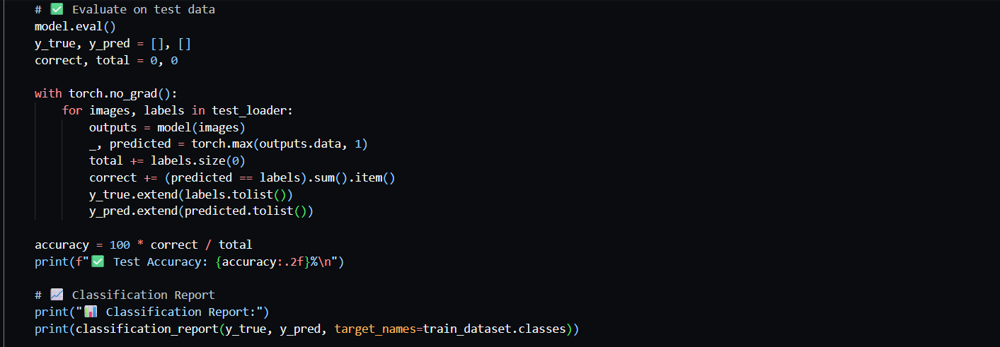 # ✅ Evaluate on test data
model.eval()
y_true, y_pred = [], []
correct, total = 0, 0
with torch.no_grad():
for images, labels in test_loader:
outputs = model(images)
_, predicted = torch.max(outputs.data, 1)
total += labels.size(0)
correct += (predicted == labels).sum().item()
y_true.extend(labels.tolist())
y_pred.extend(predicted.tolist())
accuracy = 100 * correct / total
print(f"✅ Test Accuracy: {accuracy:.2f}%\n")
# 📈 Classification Report
print("📊 Classification Report:")
print(classification_report(y_true, y_pred, target_names=train_dataset.classes))